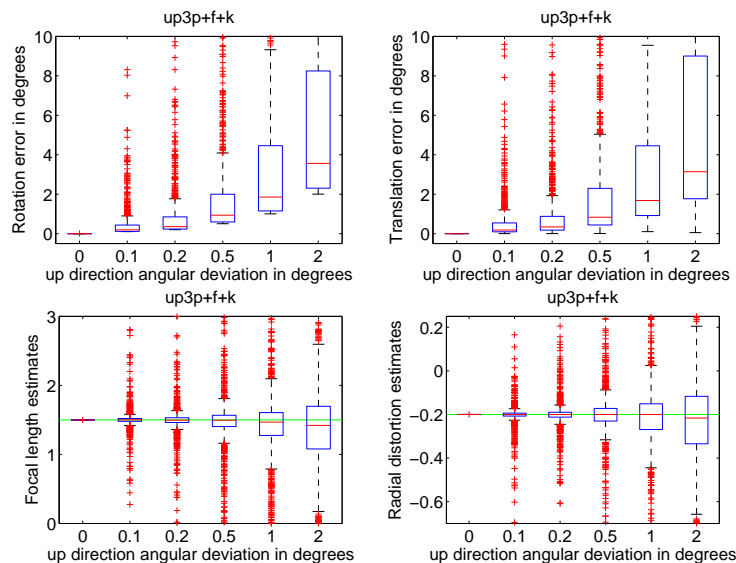 up3p+f+k
Rotation error in degrees
10
8
6
4
2
0
0 0.1 0.2 0.5 1 2
up direction angular deviation in degrees
up3p+f+k
Translation error in degrees
10
8
6
4
2
0
0 0.1 0.2 0.5 1 2
up direction angular deviation in degrees
up3p+f+k
Focal length estimates
3
2
1
0
0 0.1 0.2 0.5 1 2
up direction angular deviation in degrees
up3p+f+k
Radial distortion estimates
0.2
0
−0.2
−0.4
−0.6
0 0.1 0.2 0.5 1 2
up direction angular deviation in degrees